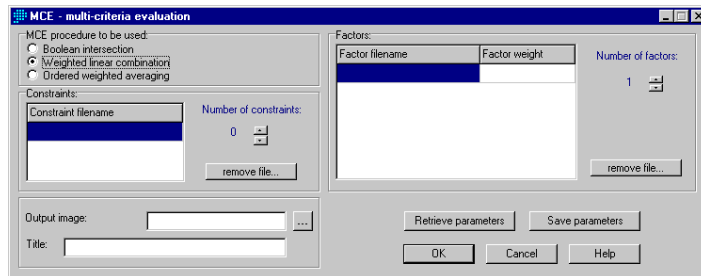 MCE - multi-criteria evaluation
MCE procedure to be used:
Boolean intersection
Weighted linear combination
Ordered weighted averaging
Constraints:
Constraint filename
Number of constraints:
0
remove file...
Factors:
Factor filename Factor weight
Number of factors:
1
remove file...
Output image:
...
Title:
Retrieve parameters Save parameters
OK Cancel Help